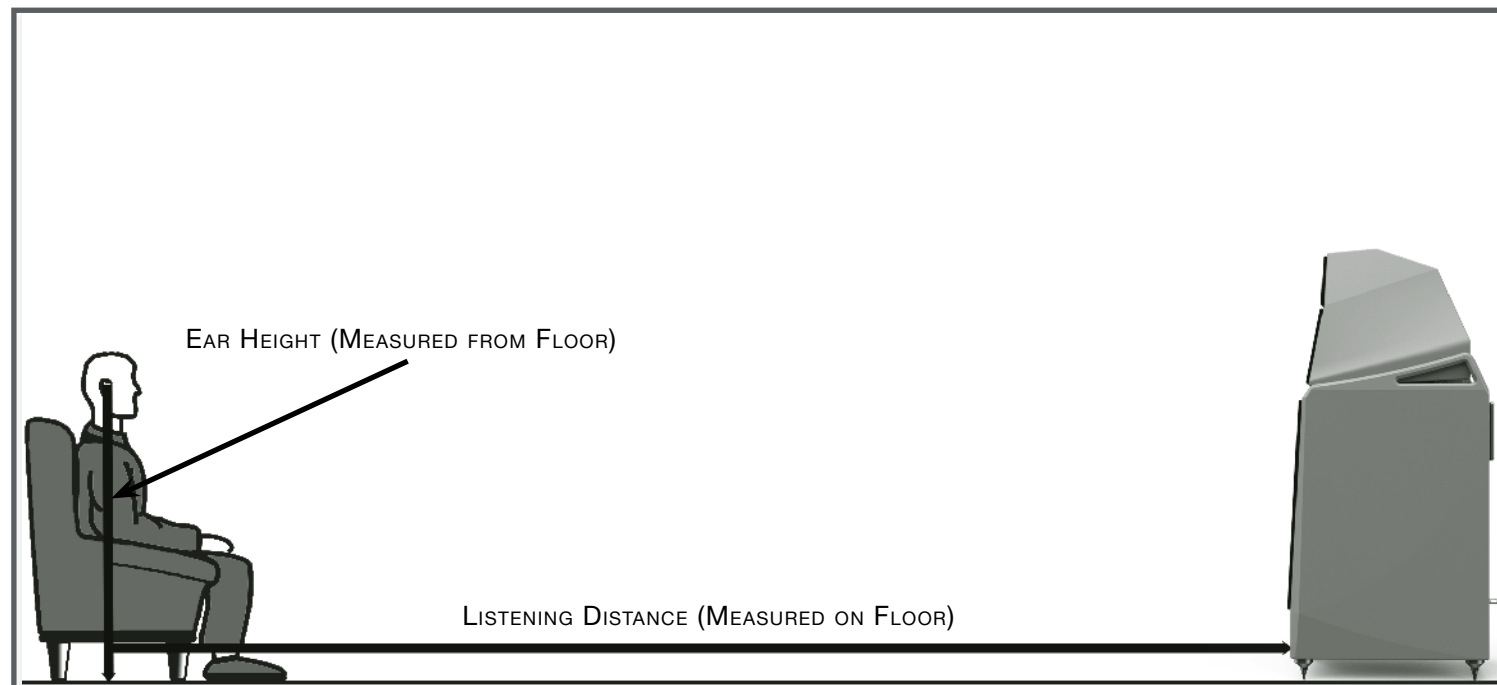 Ear Height (Measured from Floor)
Listening Distance (Measured on Floor)